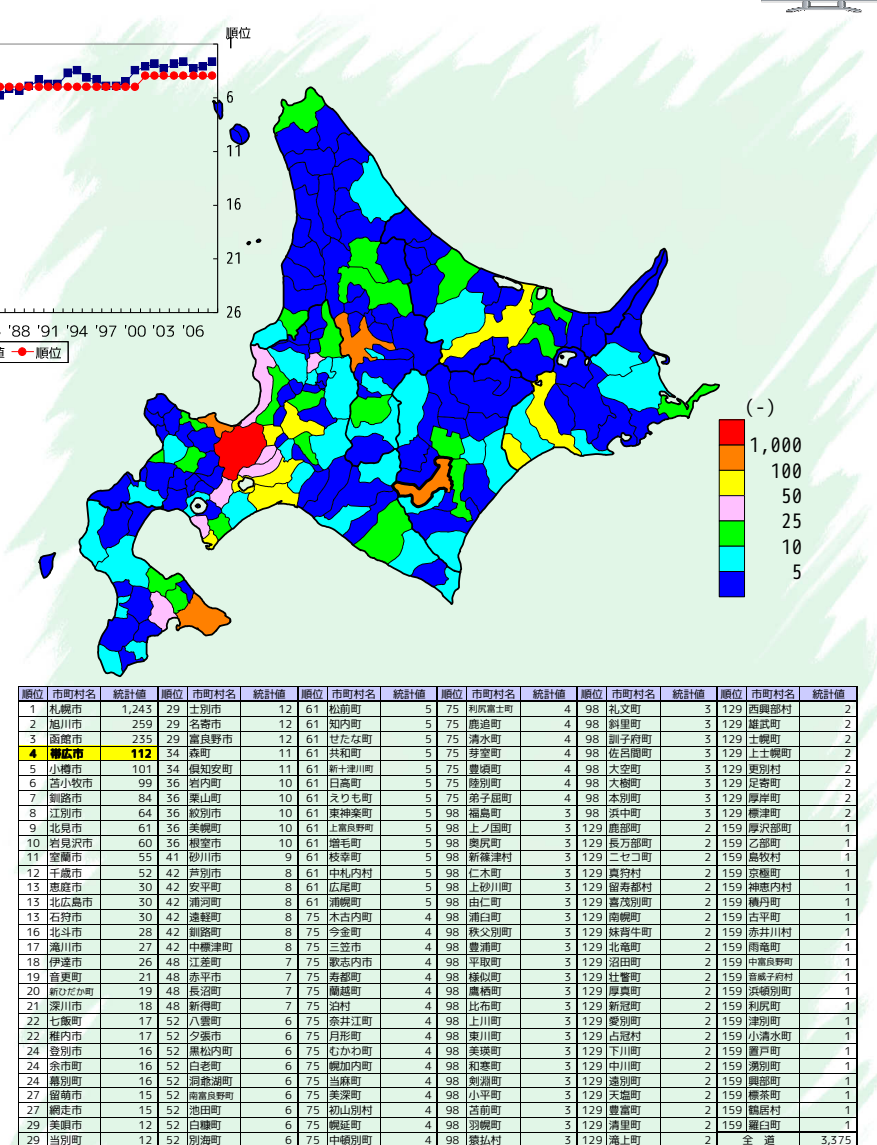 順位
1
6
11
16
21
26
'88 '91 '94 '97 '00 '03 '06
値 順位
(-)
1,000
100
50
25
10
5
順位 市町村名 統計値 順位 市町村名 統計値 順位 市町村名 統計値 順位 市町村名 統計値 順位 市町村名 統計値 順位 市町村名 統計値
1 札幌市 1,243 29 士別市 12 61 松前町 5 75 利尻富士町 4 98 礼文町 3 129 西興部村 2
2 旭川市 259 29 名寄市 12 61 知内町 5 75 鹿追町 4 98 斜里町 3 129 雄武町 2
3 函館市 235 29 富良野市 12 61 せたな町 5 75 清水町 4 98 訓子府町 3 129 士幌町 2
4 帯広市 112 34 森町 11 61 共和町 5 75 芽室町 4 98 佐呂間町 3 129 上士幌町 2
5 小樽市 101 34 倶知安町 11 61 新十津川町 5 75 豊頃町 4 98 大空町 3 129 更別村 2
6 苫小牧市 99 36 岩内町 10 61 日高町 5 75 陸別町 4 98 大樹町 3 129 足寄町 2
7 釧路市 84 36 栗山町 10 61 えりも町 5 75 弟子屈町 4 98 本別町 3 129 厚岸町 2
8 江別市 64 36 紋別市 10 61 東神楽町 5 98 福島町 3 98 浜中町 3 129 標津町 2
9 北見市 61 36 美幌町 10 61 上富良野町 5 98 上ノ国町 3 129 鹿部町 2 159 厚沢部町 1
10 岩見沢市 60 36 根室市 10 61 増毛町 5 98 奥尻町 3 129 長万部町 2 159 乙部町 1
11 室蘭市 55 41 砂川市 9 61 枝幸町 5 98 新篠津村 3 129 ニセコ町 2 159 島牧村 1
12 千歳市 52 42 芦別市 8 61 中札内村 5 98 仁木町 3 129 真狩村 2 159 京極町 1
13 恵庭市 30 42 安平町 8 61 広尾町 5 98 上砂川町 3 129 留寿都村 2 159 神恵内村 1
13 北広島市 30 42 浦河町 8 61 浦幌町 5 98 由仁町 3 129 喜茂別町 2 159 積丹町 1
13 石狩市 30 42 遠軽町 8 75 木古内町 4 98 浦臼町 3 129 南幌町 2 159 古平町 1
16 北斗市 28 42 釧路町 8 75 今金町 4 98 秩父別町 3 129 妹背牛町 2 159 赤井川村 1
17 滝川市 27 42 中標津町 8 75 三笠市 4 98 豊浦町 3 129 北竜町 2 159 雨竜町 1
18 伊達市 26 48 江差町 7 75 歌志内市 4 98 平取町 3 129 沼田町 2 159 中富良野町 1
19 音更町 21 48 赤平市 7 75 寿都町 4 98 様似町 3 129 壮瞥町 2 159 音威子府村 1
20 新ひだか町 19 48 長沼町 7 75 蘭越町 4 98 鷹栖町 3 129 厚真町 2 159 浜頓別町 1
21 深川市 18 48 新得町 7 75 泊村 4 98 比布町 3 129 新冠町 2 159 利尻町 1
22 七飯町 17 52 八雲町 6 75 奈井江町 4 98 上川町 3 129 愛別町 2 159 津別町 1
22 稚内市 17 52 夕張市 6 75 月形町 4 98 東川町 3 129 占冠村 2 159 小清水町 1
24 登別市 16 52 黒松内町 6 75 むかわ町 4 98 美瑛町 3 129 下川町 2 159 置戸町 1
24 余市町 16 52 白老町 6 75 幌加内町 4 98 和寒町 3 129 中川町 2 159 湧別町 1
24 幕別町 16 52 洞爺湖町 6 75 当麻町 4 98 剣淵町 3 129 遠別町 2 159 興部町 1
27 留萌市 15 52 南富良野町 6 75 美深町 4 98 小平町 3 129 天塩町 2 159 標茶町 1
27 網走市 15 52 池田町 6 75 初山別村 4 98 苫前町 3 129 豊富町 2 159 鶴居村 1
29 美唄市 12 52 白糠町 6 75 幌延町 4 98 羽幌町 3 129 清里町 2 159 羅臼町 1
29 当別町 12 52 別海町 6 75 中頓別町 4 98 猿払村 3 129 滝上町 2 全 道 3,375